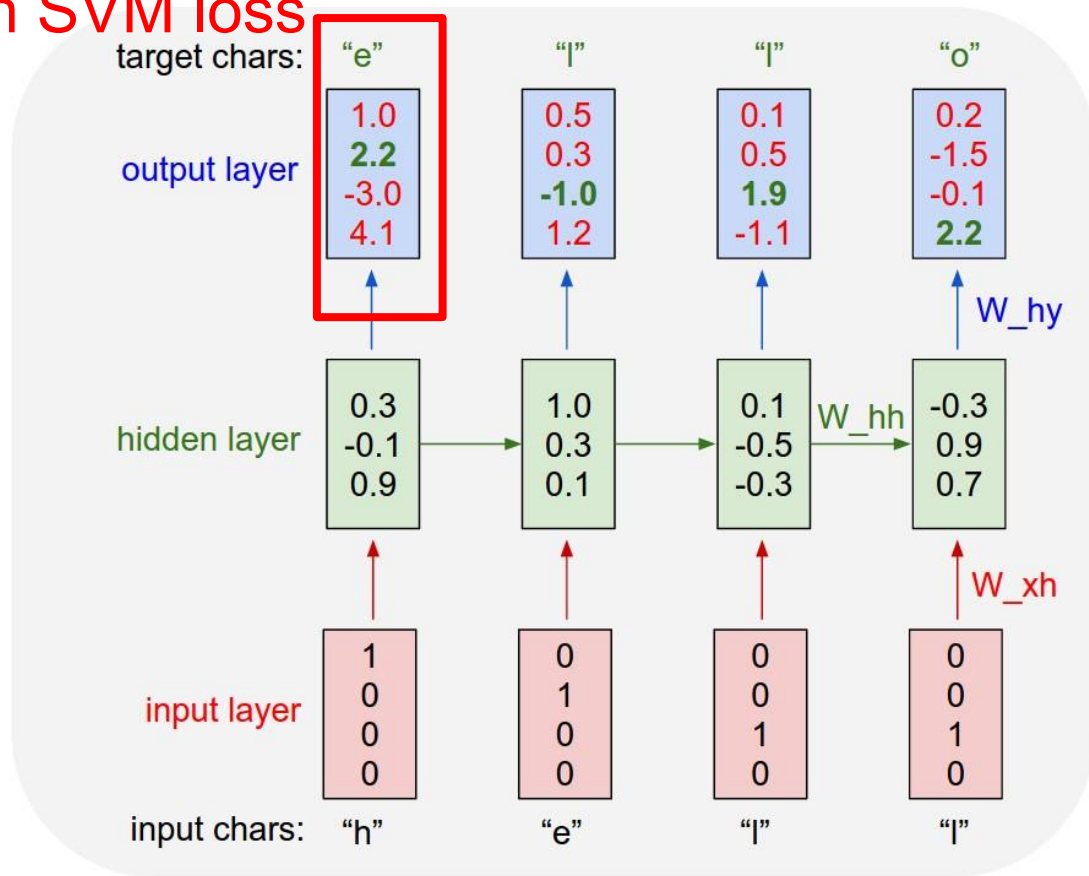 n SVM loss
target chars: “e” “l” “l” “o”
1.0 0.5 0.1 0.2
2.2 0.3 0.5 -1.5
output layer
-3.0 -1.0 1.9 -0.1
4.1 1.2 -1.1 2.2
W_hy
0.3 1.0 0.1 -0.3
W_hh
hidden layer -0.1 0.3 -0.5 0.9
0.9 0.1 -0.3 0.7
W_xh
1 0 0 0
0 1 0 0
input layer
0 0 1 1
0 0 0 0
input chars: “h” “e” “l” “l”